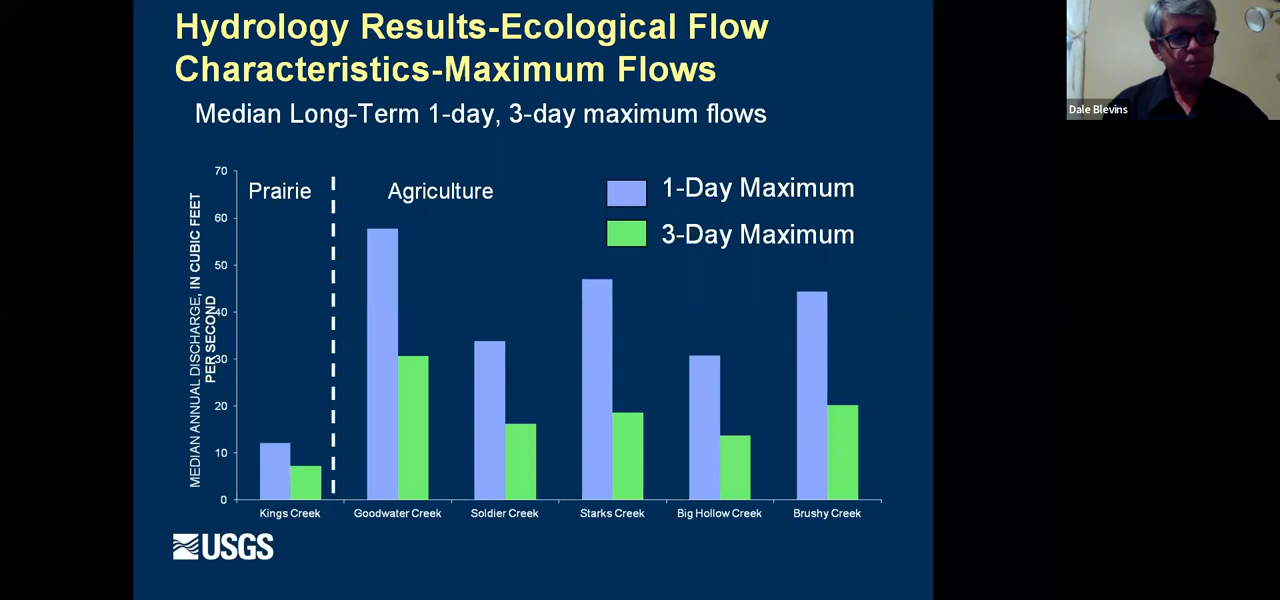 Hydrology Results-Ecological Flow
Characteristics-Maximum Flows
Median Long-Term 1-day, 3-day maximum flows
Dale Blevins
MEDIAN ANNUAL DISCHARGE, IN CUBIC FEET
PER SECOND
70
60
50
40
30
20
10
0
Prairie
Agriculture
1-Day Maximum
3-Day Maximum
Kings Creek
Goodwater Creek
Soldier Creek
Starks Creek
Big Hollow Creek
Brushy Creek
USGS